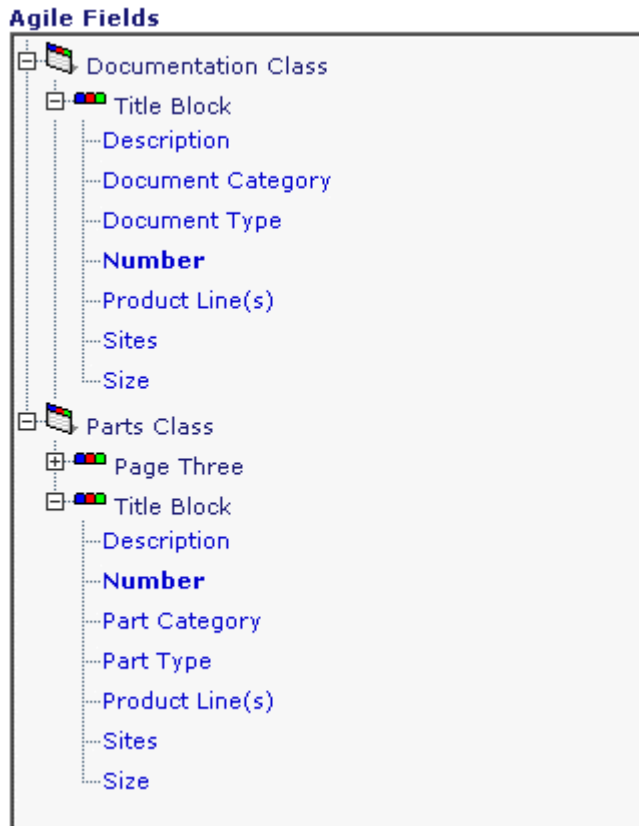 Agile Fields
Documentation Class
Title Block
Description
Document Category
Document Type
Number
Product Line(s)
Sites
Size
Parts Class
Page Three
Title Block
Description
Number
Part Category
Part Type
Product Line(s)
Sites
Size